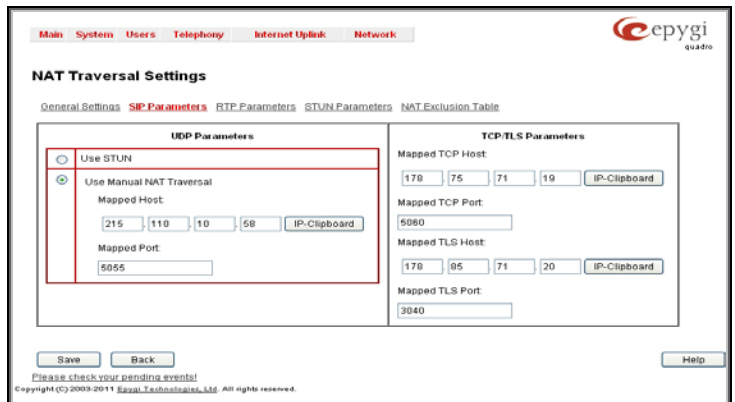 Main System Users Telephony Internet Uplink Network
epygi
quadro
NAT Traversal Settings
General Settings SIP Parameters RTP Parameters STUN Parameters NAT Exclusion Table
UDP Parameters
Use STUN
Use Manual NAT Traversal
Mapped Host:
215 . 110 . 10 . 58 IP-Clipboard
Mapped Port:
5055
TCP/TLS Parameters
Mapped TCP Host:
178 . 75 . 71 . 19 IP-Clipboard
Mapped TCP Port:
5060
Mapped TLS Host:
178 . 85 . 71 . 20 IP-Clipboard
Mapped TLS Port:
3040
Save Back Help
Please check your pending events!
Copyright (C) 2003-2011 Epygi Technologies, Ltd. All rights reserved.